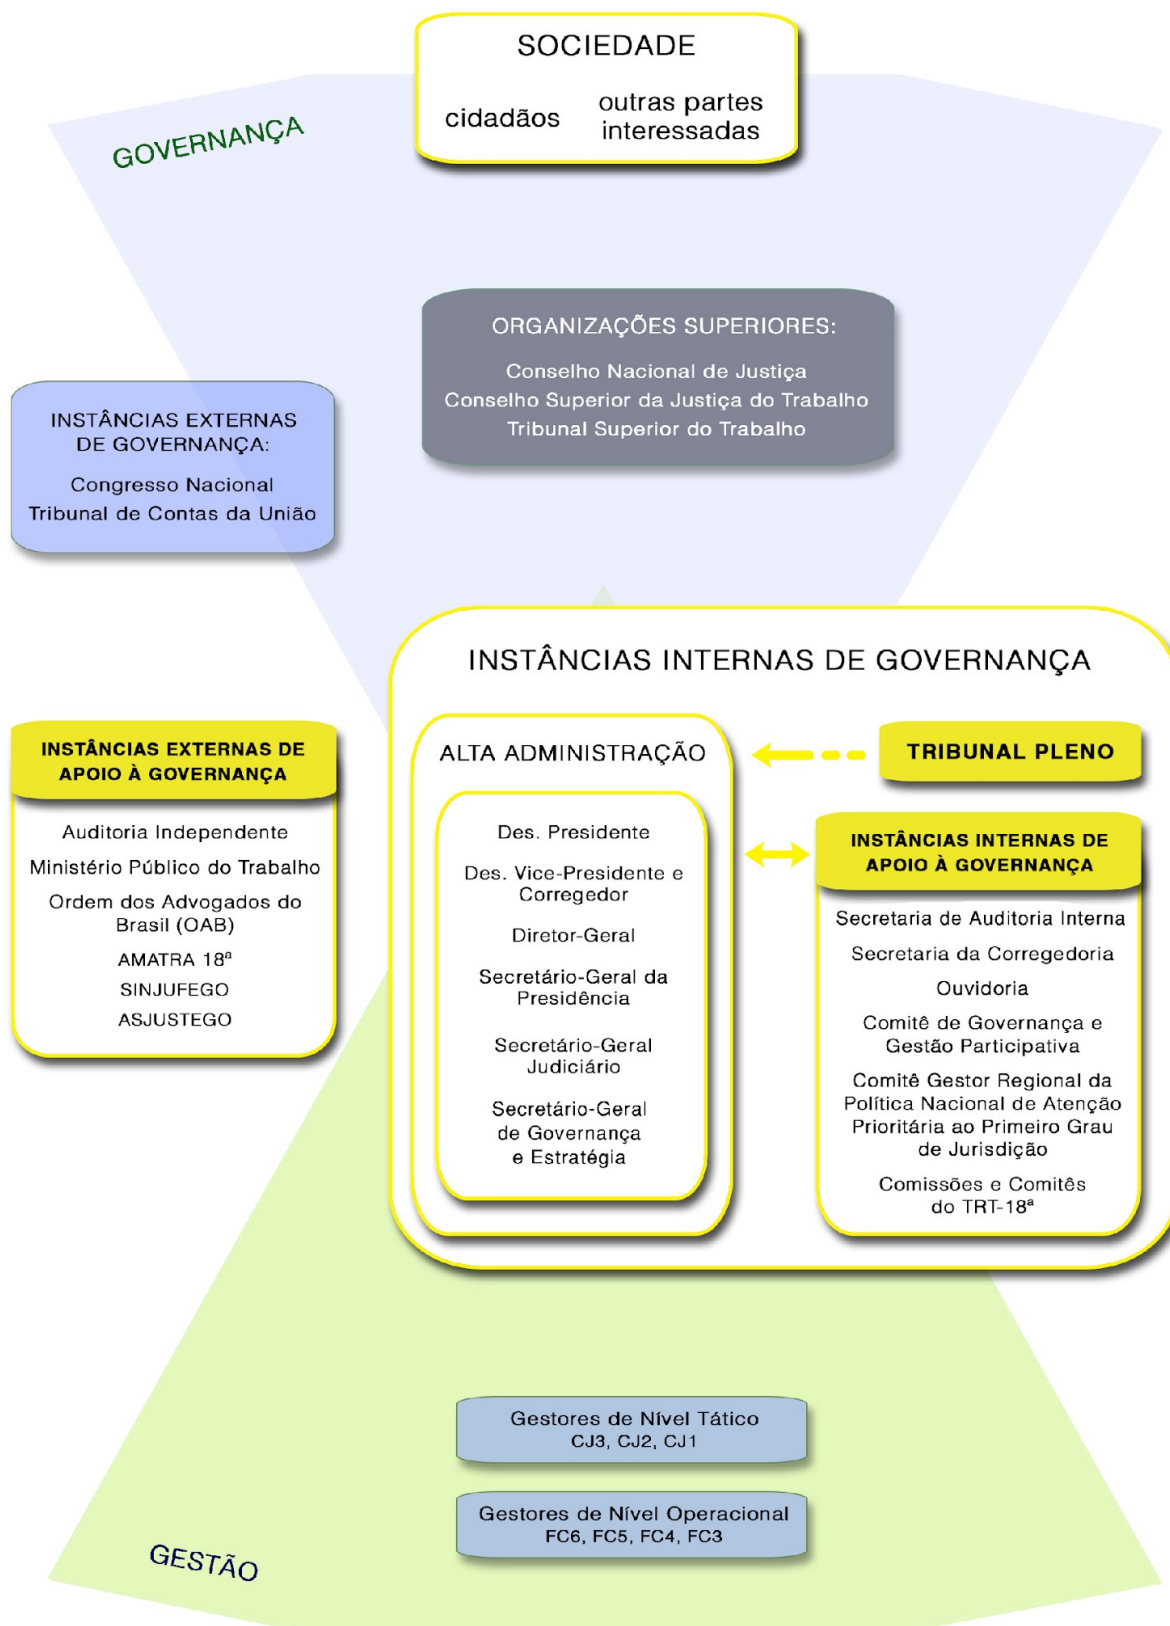 SOCIEDADE
cidadãos
outras partes
interessadas
GOVERNANÇA
ORGANIZAÇÕES SUPERIORES:
Conselho Nacional de Justiça
Conselho Superior da Justiça do Trabalho
Tribunal Superior do Trabalho
INSTÂNCIAS EXTERNAS
DE GOVERNANÇA:
Congresso Nacional
Tribunal de Contas da União
INSTÂNCIAS INTERNAS DE GOVERNANÇA
INSTÂNCIAS EXTERNAS DE
APOIO À GOVERNANÇA
Auditoria Independente
Ministério Público do Trabalho
Ordem dos Advogados do
Brasil (OAB)
AMATRA 18ª
SINJUFEGO
ASJUSTEGO
ALTA ADMINISTRAÇÃO
Des. Presidente
Des. Vice-Presidente e
Corregedor
Diretor-Geral
Secretário-Geral da
Presidência
Secretário-Geral
Judiciário
Secretário-Geral
de Governança
e Estratégia
TRIBUNAL PLENO
INSTÂNCIAS INTERNAS DE
APOIO À GOVERNANÇA
Secretaria de Auditoria Interna
Secretaria da Corregedoria
Ouvidoria
Comitê de Governança e
Gestão Participativa
Comitê Gestor Regional da
Política Nacional de Atenção
Prioritária ao Primeiro Grau
de Jurisdição
Comissões e Comitês
do TRT-18ª
Gestores de Nível Tático
CJ3, CJ2, CJ1
Gestores de Nível Operacional
FC6, FC5, FC4, FC3
GESTÃO